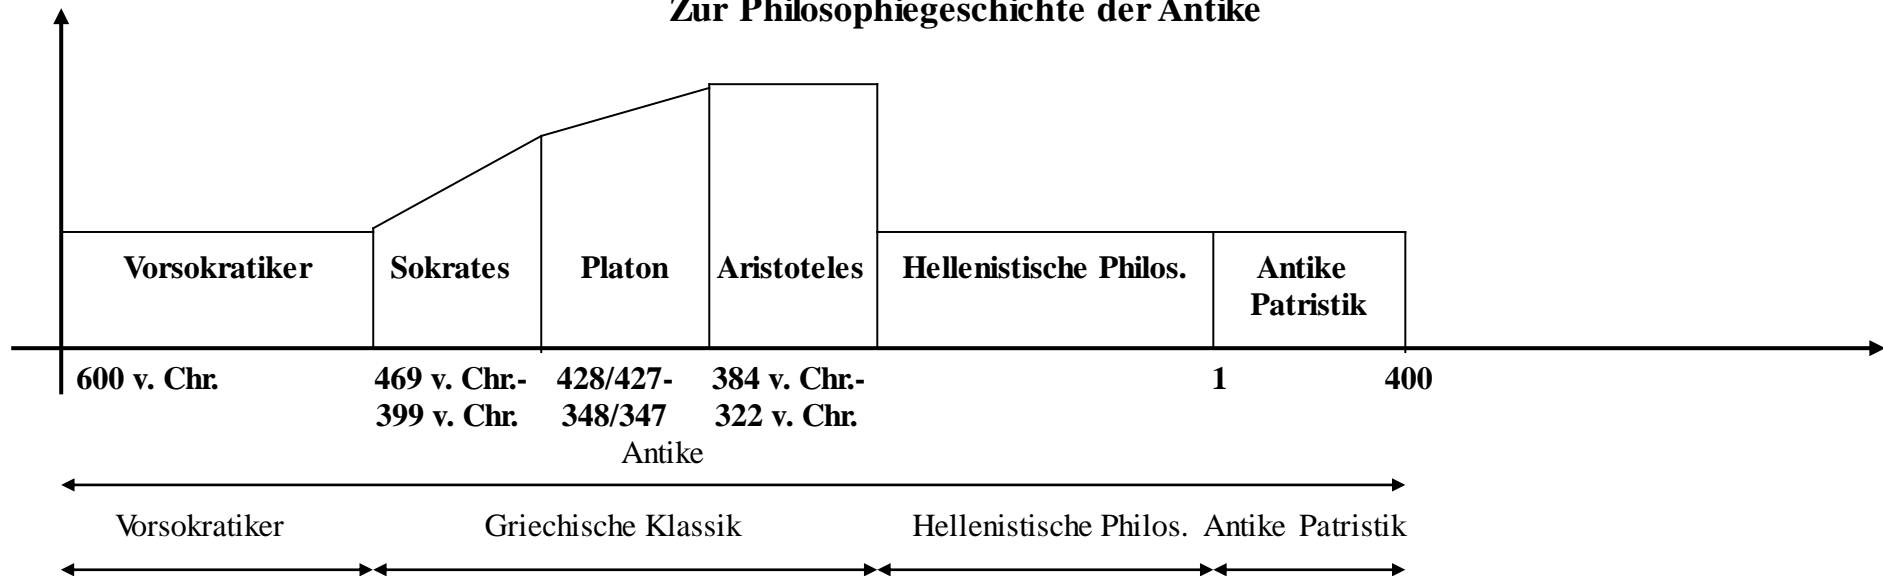 Zur Philosophiegeschichte der Antike
Vorsokratiker Sokrates Platon Aristoteles Hellenistische Philos. Antike
Patristik
600 v. Chr. 469 v. Chr.- 428/427- 384 v. Chr.- 1 400
399 v. Chr. 348/347 322 v. Chr.
Antike
Vorsokratiker Griechische Klassik Hellenistische Philos. Antike Patristik